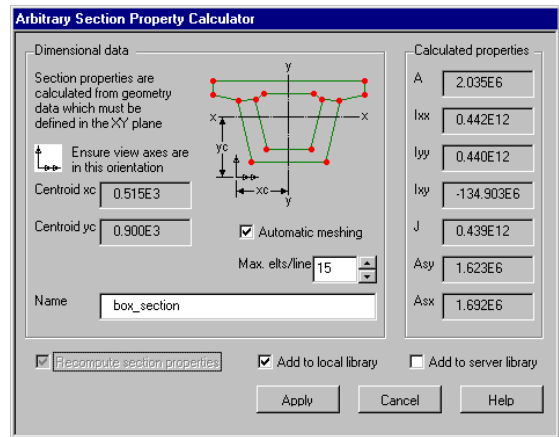 Arbitrary Section Property Calculator
Dimensional data
Section properties are
calculated from geometry
data which must be
defined in the XY plane
Ensure view axes are
in this orientation
Centroid xc 0.515E3
Centroid yc 0.900E3
y
x x
yc
xc
y
Automatic meshing
Max. elts/line 15
Name box_section
Calculated properties
A 2.035E6
Ixx 0.442E12
Iyy 0.440E12
Ixy -134.903E6
J 0.439E12
Asy 1.623E6
Asx 1.692E6
Recompute section properties
Add to local library
Add to server library
Apply Cancel Help